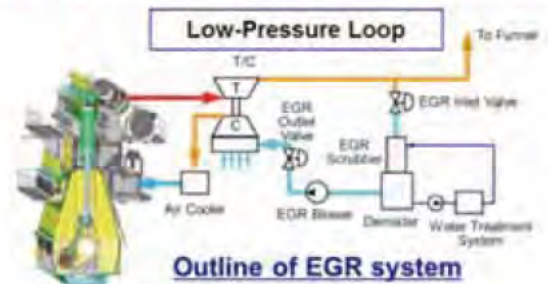 Low-Pressure Loop
T/C
To Funnel
T
C
EGR
Outlet
Valve
EGR Inlet Valve
EGR
Scrubber
Air Cooler
EGR Blower
Demister
Water Treatment
System
Outline of EGR system